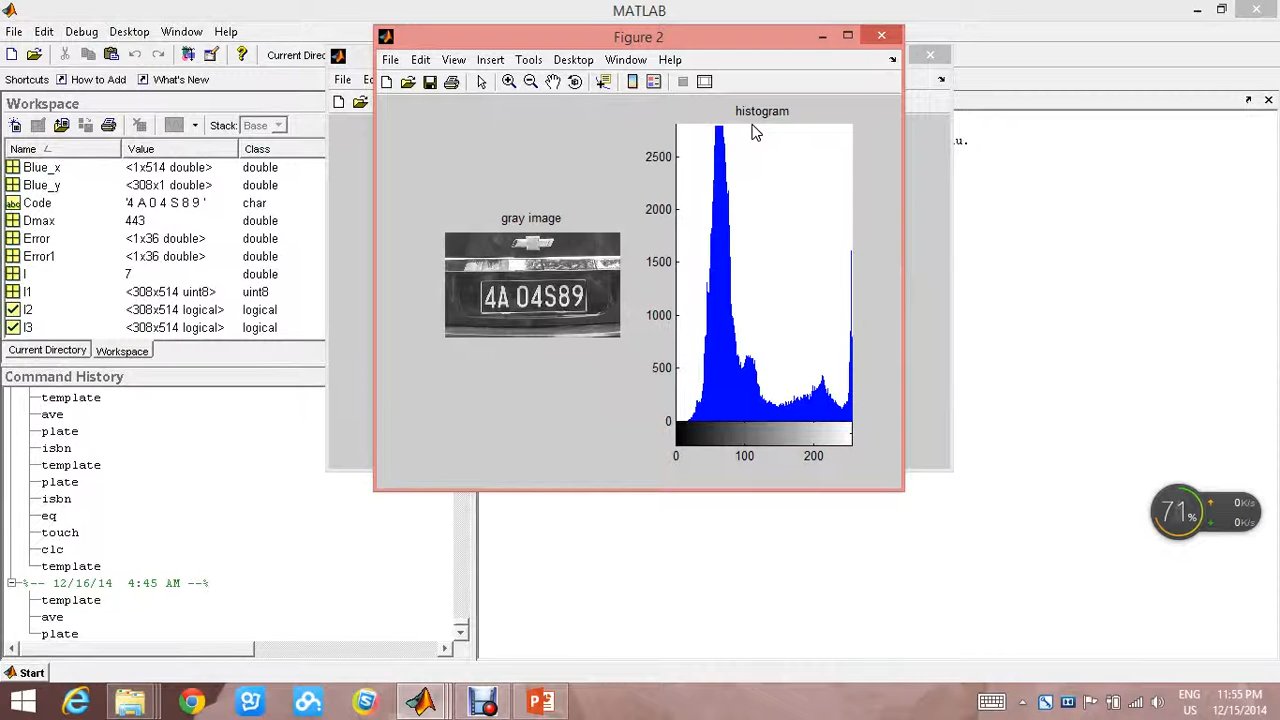 MATLAB
File Edit Debug Desktop Window Help
Current Direc
Shortcuts How to Add What's New
Workspace
Stack: Base
Name Value Class
Blue_x <1x514 double> double
Blue_y <308x1 double> double
Code '4 A 0 4 S 8 9 ' char
Dmax 443 double
Error <1x36 double> double
Error1 <1x36 double> double
I 7 double
I1 <308x514 uint8> uint8
I2 <308x514 logical> logical
I3 <308x514 logical> logical
Current Directory Workspace
Command History
template
ave
plate
isbn
template
plate
isbn
eq
touch
clc
template
%-- 12/16/14 4:45 AM --%
template
ave
plate
File Ed
u.
Figure 2
File Edit View Insert Tools Desktop Window Help
gray image
4A 04S89
histogram
2500
2000
1500
1000
500
0
0 100 200
71%
0K/s
0K/s
Start
ENG
US
11:55 PM
12/15/2014